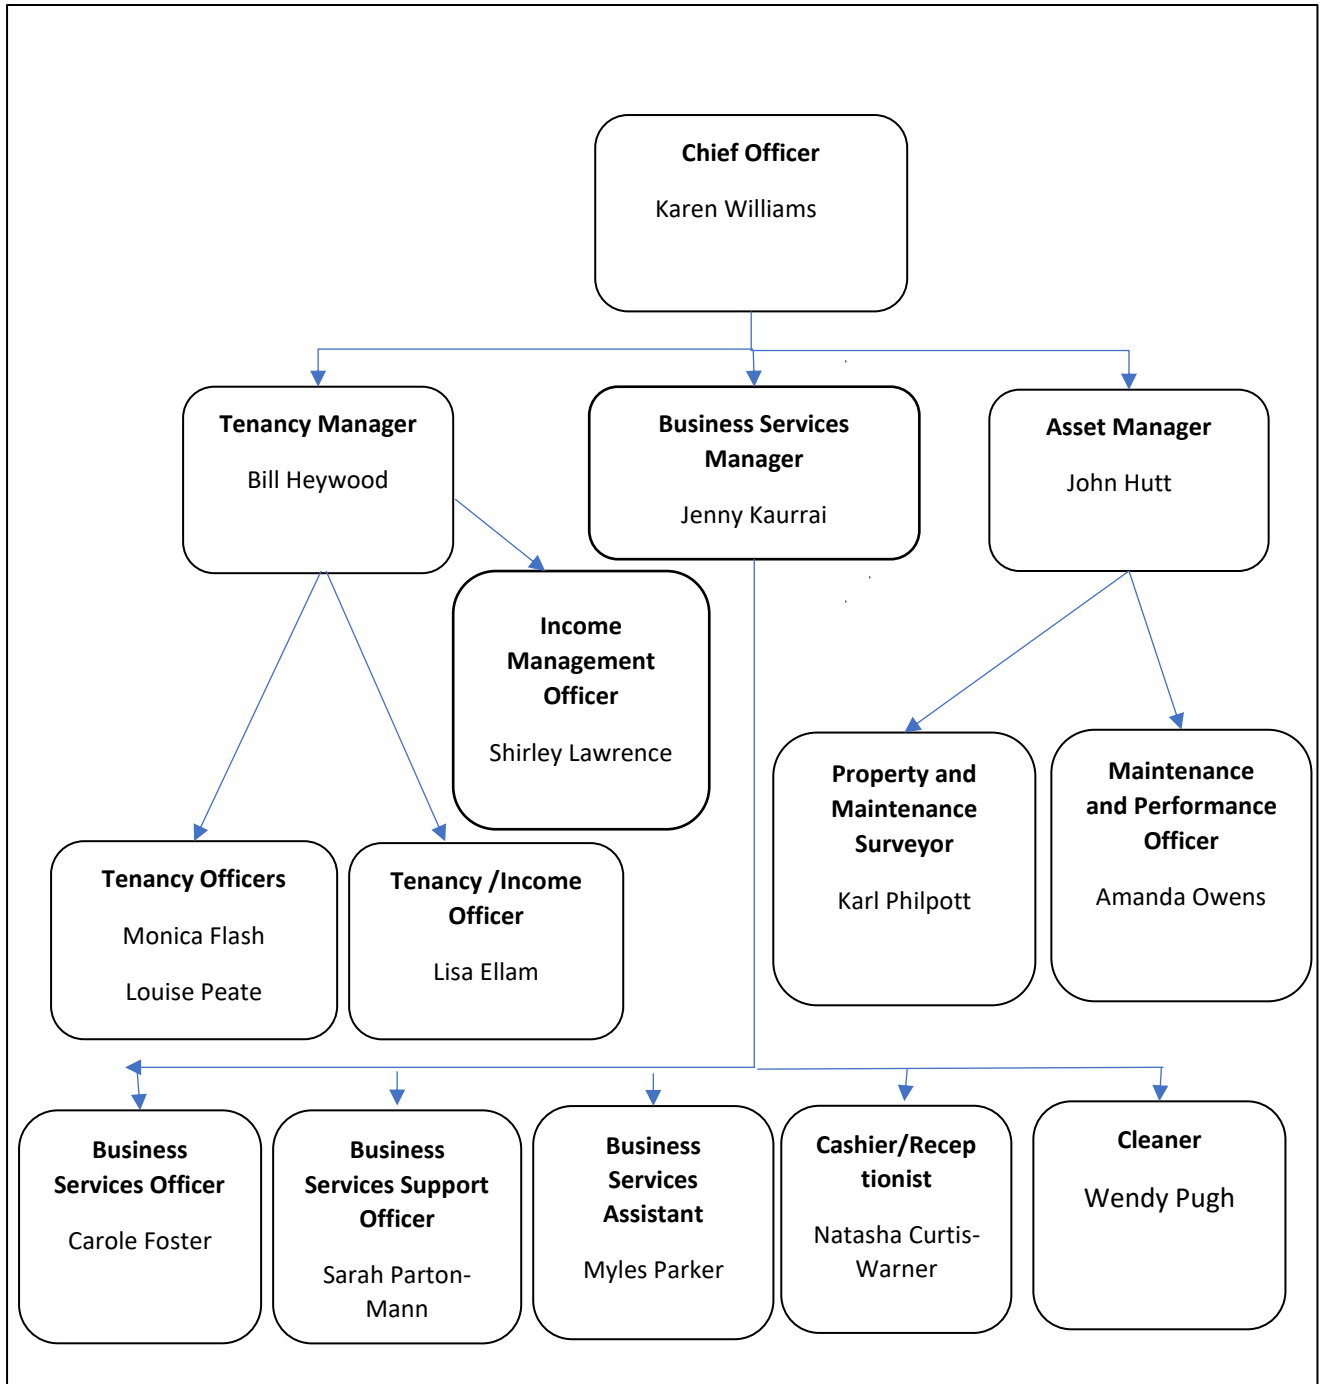 Chief Officer
Karen Williams
Tenancy Manager
Bill Heywood
Business Services
Manager
Jenny Kaurrai
Asset Manager
John Hutt
Income
Management
Officer
Shirley Lawrence
Property and
Maintenance
Surveyor
Karl Philpott
Maintenance
and Performance
Officer
Amanda Owens
Tenancy Officers
Monica Flash
Louise Peate
Tenancy /Income
Officer
Lisa Ellam
Business
Services Officer
Carole Foster
Business
Services Support
Officer
Sarah Parton-
Mann
Business
Services
Assistant
Myles Parker
Cashier/Recep
tionist
Natasha Curtis-
Warner
Cleaner
Wendy Pugh